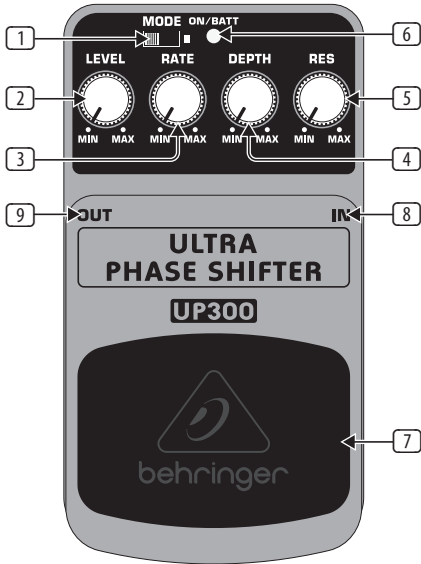 MODE ON/BATT
1
6
LEVEL RATE DEPTH RES
2
5
MIN MAX MIN MAX MIN MAX MIN MAX
3
4
9
OUT
IN
8
ULTRA
PHASE SHIFTER
UP300
7
behringer